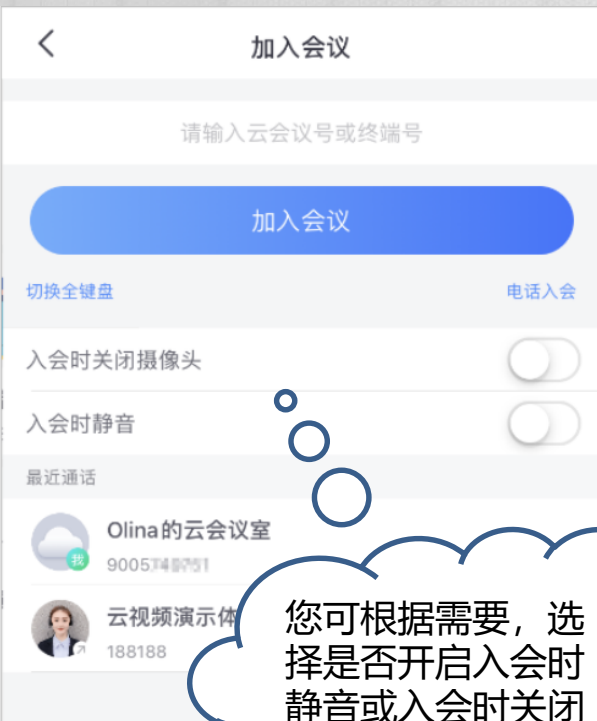 加入会议
请输入云会议号或终端号
加入会议
切换全键盘
电话入会
入会时关闭摄像头
入会时静音
最近通话
Olina的云会议室
我
9005
云视频演示体
188188
您可根据需要，选
择是否开启入会时
静音或入会时关闭